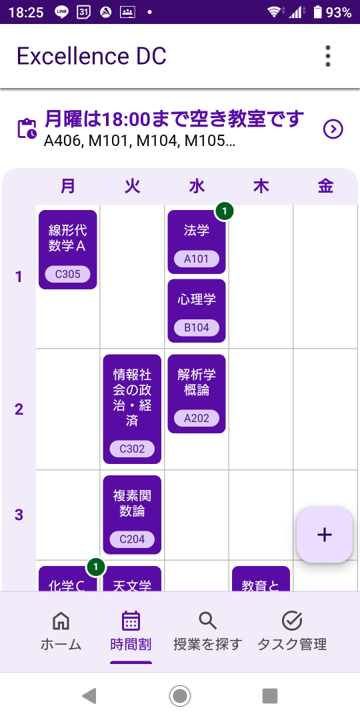 18:25
LINE
31
93%
Excellence DC
月曜は18:00まで空き教室です
A406, M101, M104, M105...
月 火 水 木 金
1
線形代
数学A
C305
1
法学
A101
心理学
B104
2
情報社
会の政
治・経
済
C302
解析学
概論
A202
3
複素関
数論
C204
+
1
化学C
天文学
教育と
ホーム
時間割
授業を探す
タスク管理